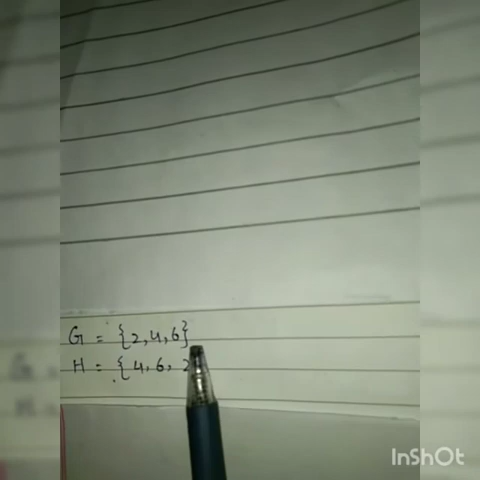 G = {2,4,6}
H = {4,6,2
InShOt